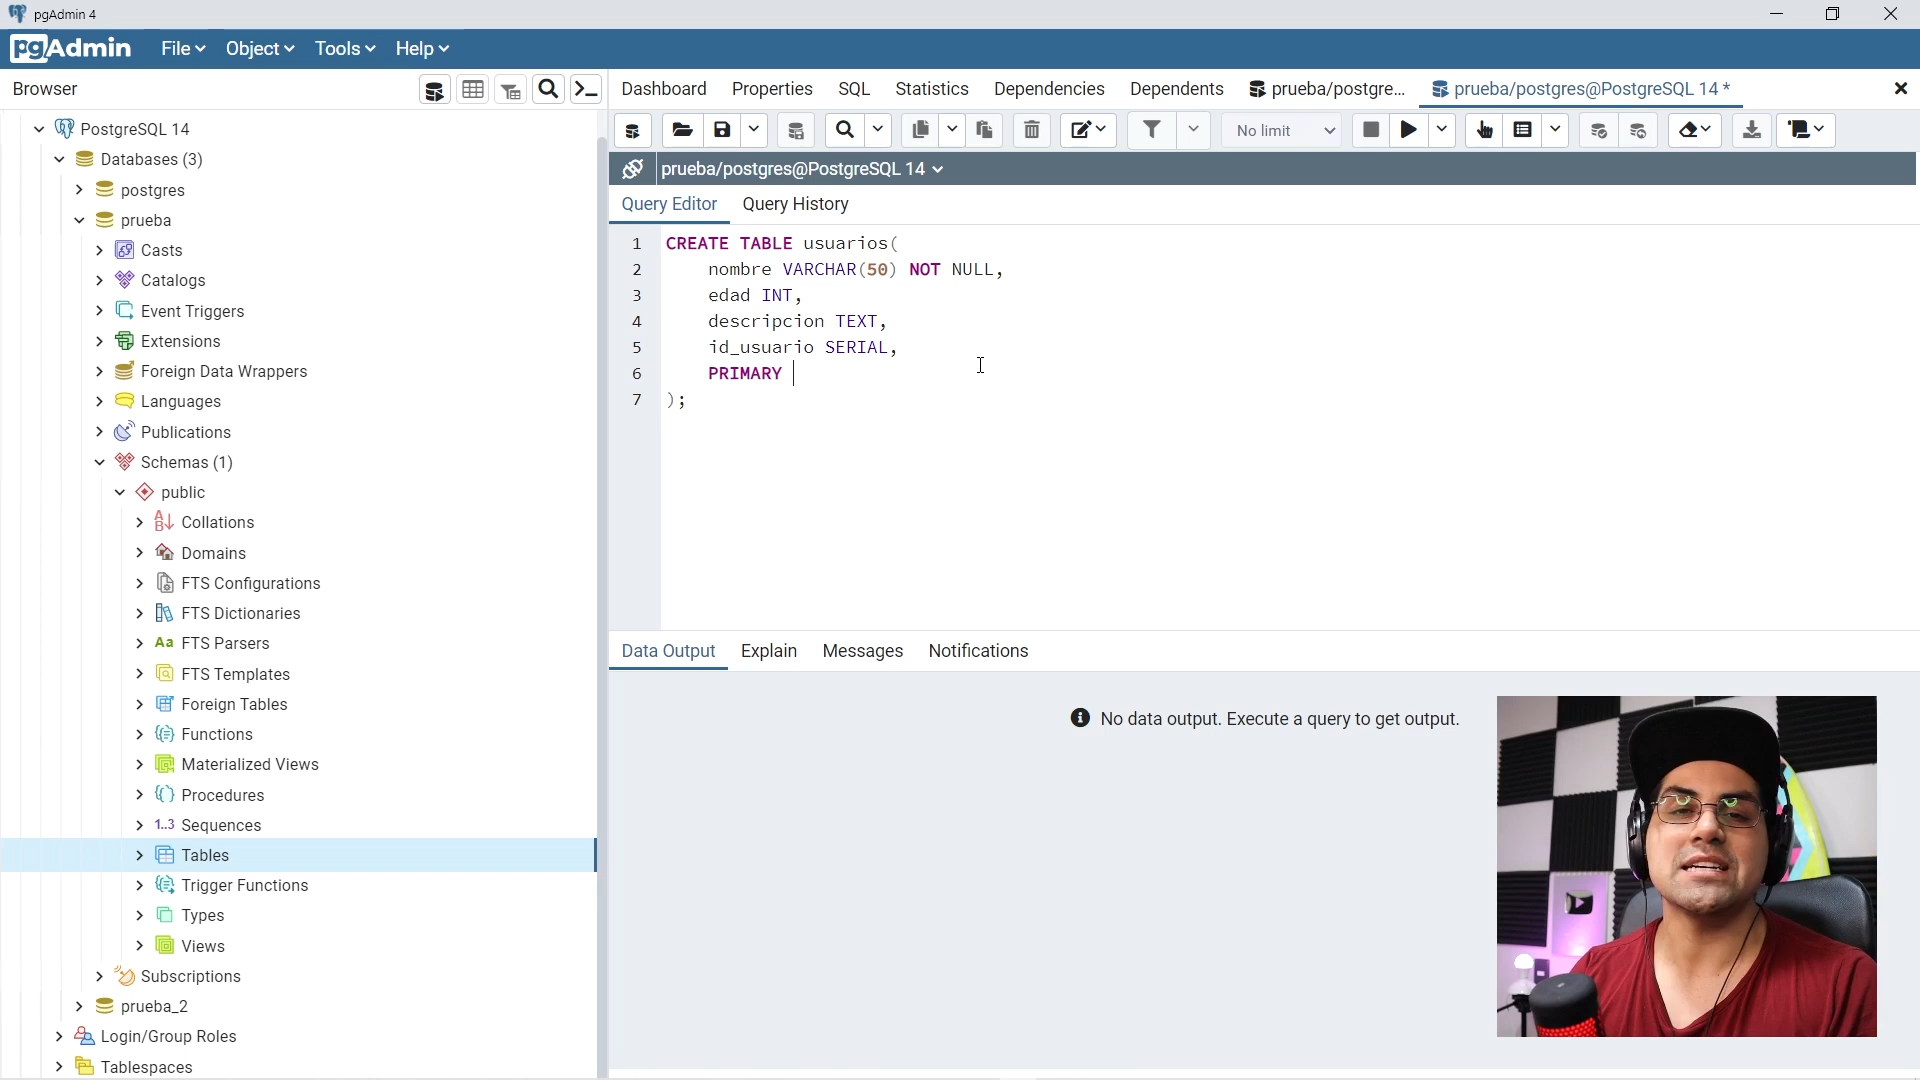 pgAdmin 4
pgAdmin File Object Tools Help
Browser
Dashboard Properties SQL Statistics Dependencies Dependents prueba/postgre... prueba/postgres@PostgreSQL 14 *
No limit
prueba/postgres@PostgreSQL 14
Query Editor Query History
1 CREATE TABLE usuarios(
2 nombre VARCHAR(50) NOT NULL,
3 edad INT,
4 descripcion TEXT,
5 id_usuario SERIAL,
6 PRIMARY
7 );
Data Output Explain Messages Notifications
No data output. Execute a query to get output.
PostgreSQL 14
Databases (3)
postgres
prueba
Casts
Catalogs
Event Triggers
Extensions
Foreign Data Wrappers
Languages
Publications
Schemas (1)
public
Collations
Domains
FTS Configurations
FTS Dictionaries
Aa FTS Parsers
FTS Templates
Foreign Tables
Functions
Materialized Views
Procedures
1..3 Sequences
Tables
Trigger Functions
Types
Views
Subscriptions
prueba_2
Login/Group Roles
Tablespaces